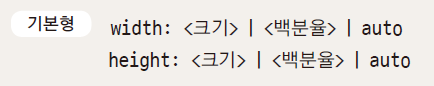 기본형 width: <크기> | <백분율> | auto
height: <크기> | <백분율> | auto